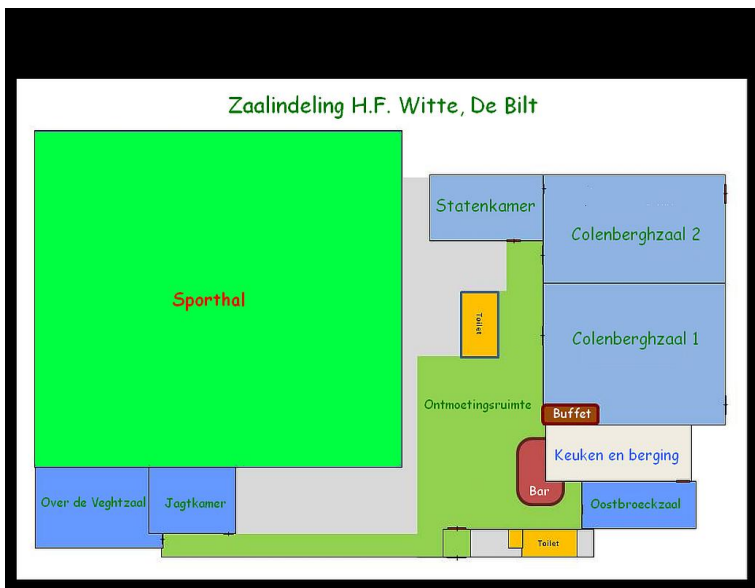 Zaalindeling H.F. Witte, De Bilt
Statenkamer
Colenberghzaal 2
Sporthal
Toilet
Colenberghzaal 1
Ontmoetingsruimte
Buffet
Keuken en berging
Bar
Over de Veghtzaal
Jagtkamer
Oostbroeckzaal
Toilet